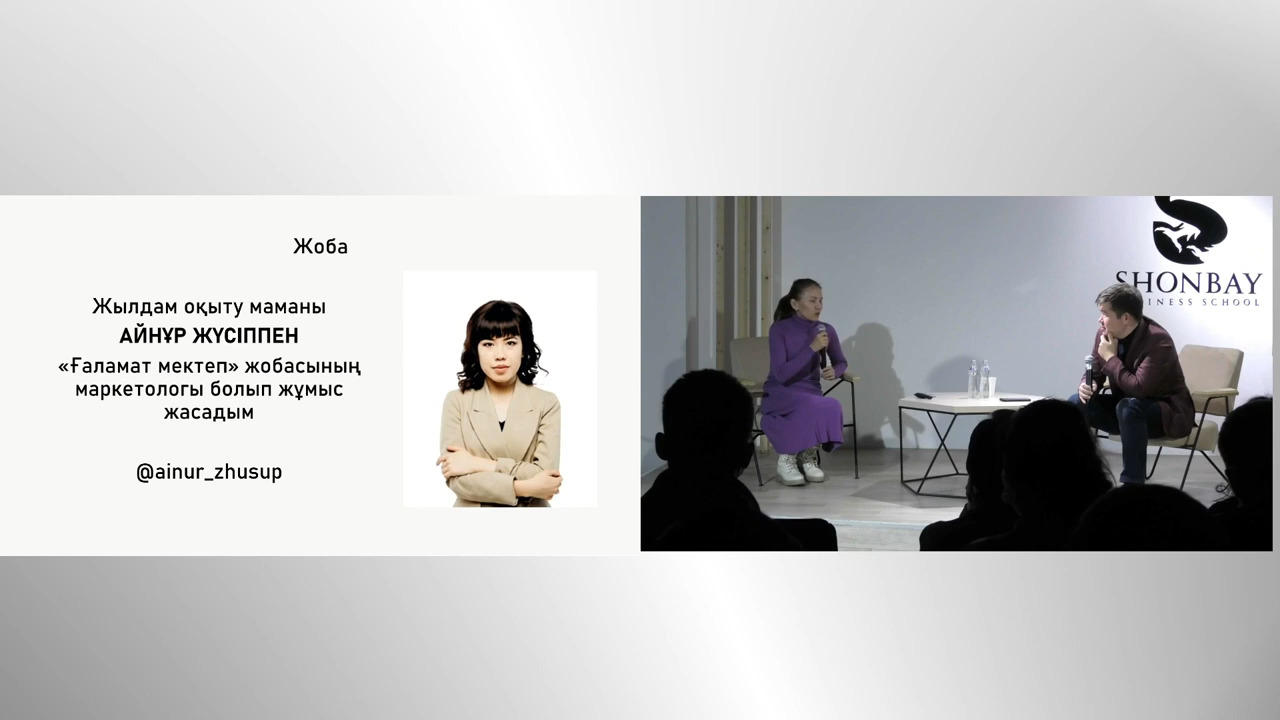 Жоба
Жылдам оқыту маманы
АЙНҰР ЖҮСІППЕН
«Ғаламат мектеп» жобасының
маркетологы болып жұмыс
жасадым
@ainur_zhusup
SHONBAY
INESS SCHOOL